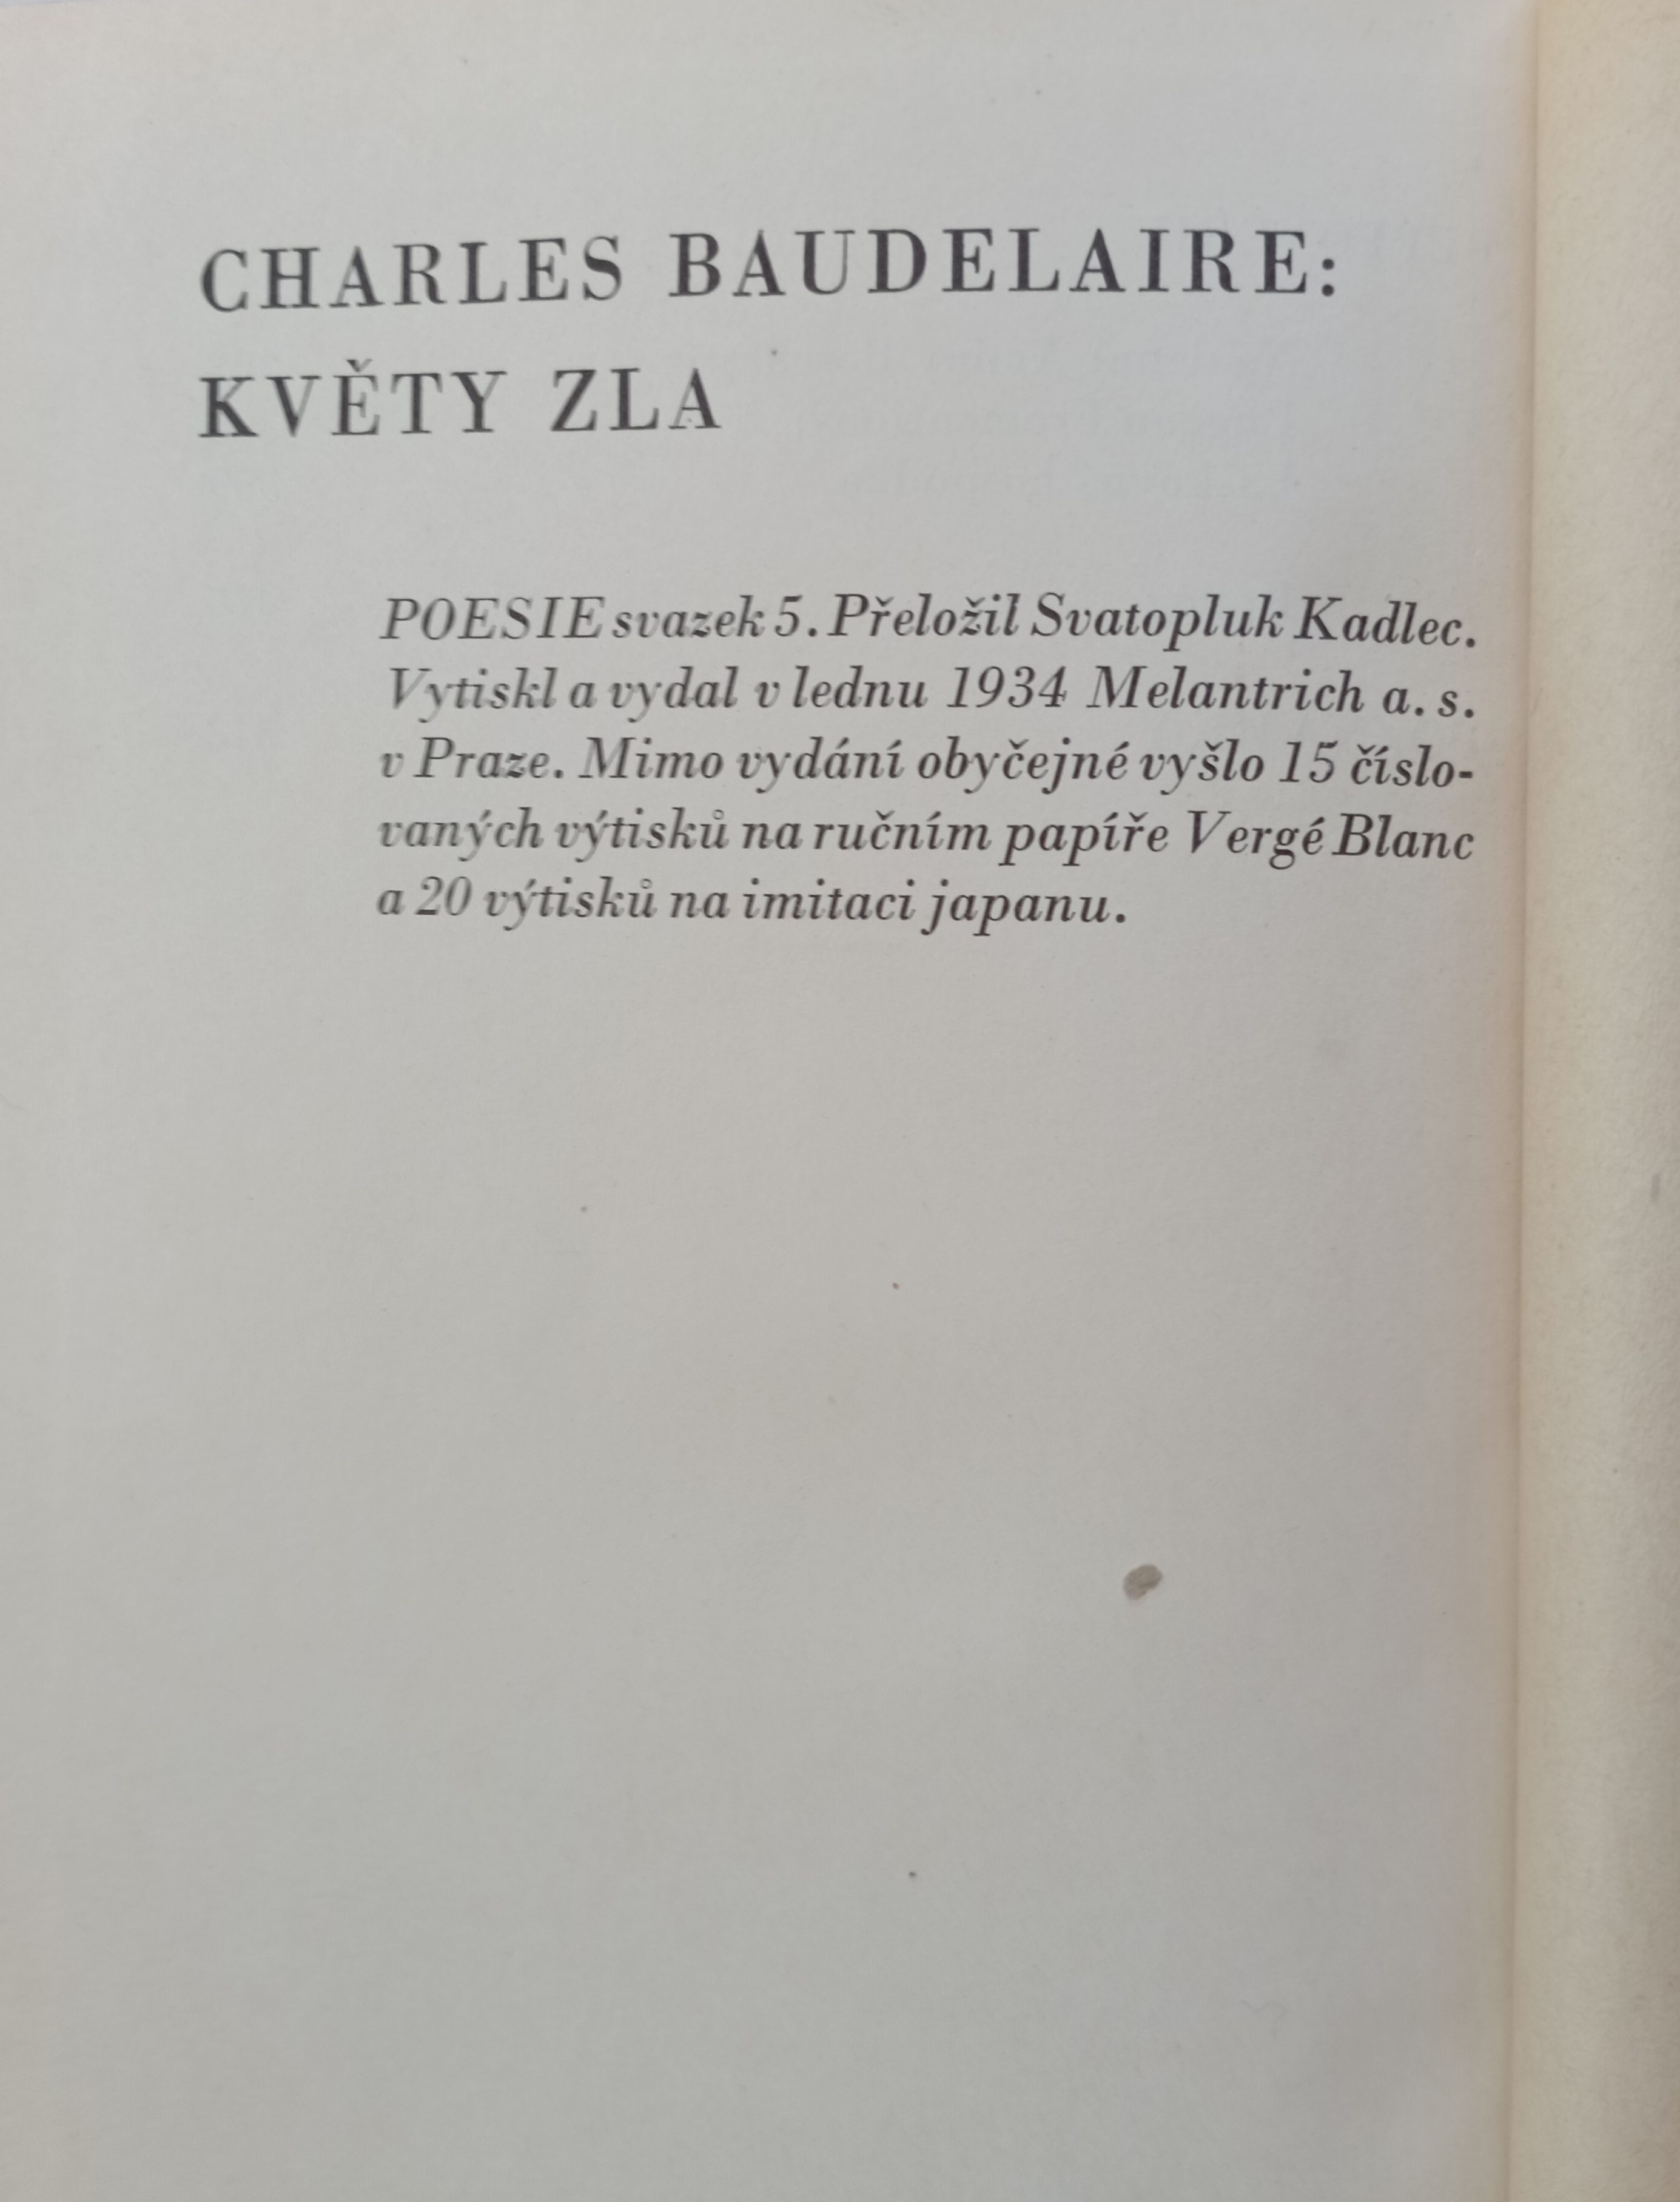 CHARLES BAUDELAIRE:
KVĚTY ZLA
POESIE svazek 5. Přeložil Svatopluk Kadlec.
Vytiskl a vydal v lednu 1934 Melantrich a. s.
v Praze. Mimo vydání obyčejné vyšlo 15 číslo-
vaných výtisků na ručním papíře Vergé Blanc
a 20 výtisků na imitaci japanu.